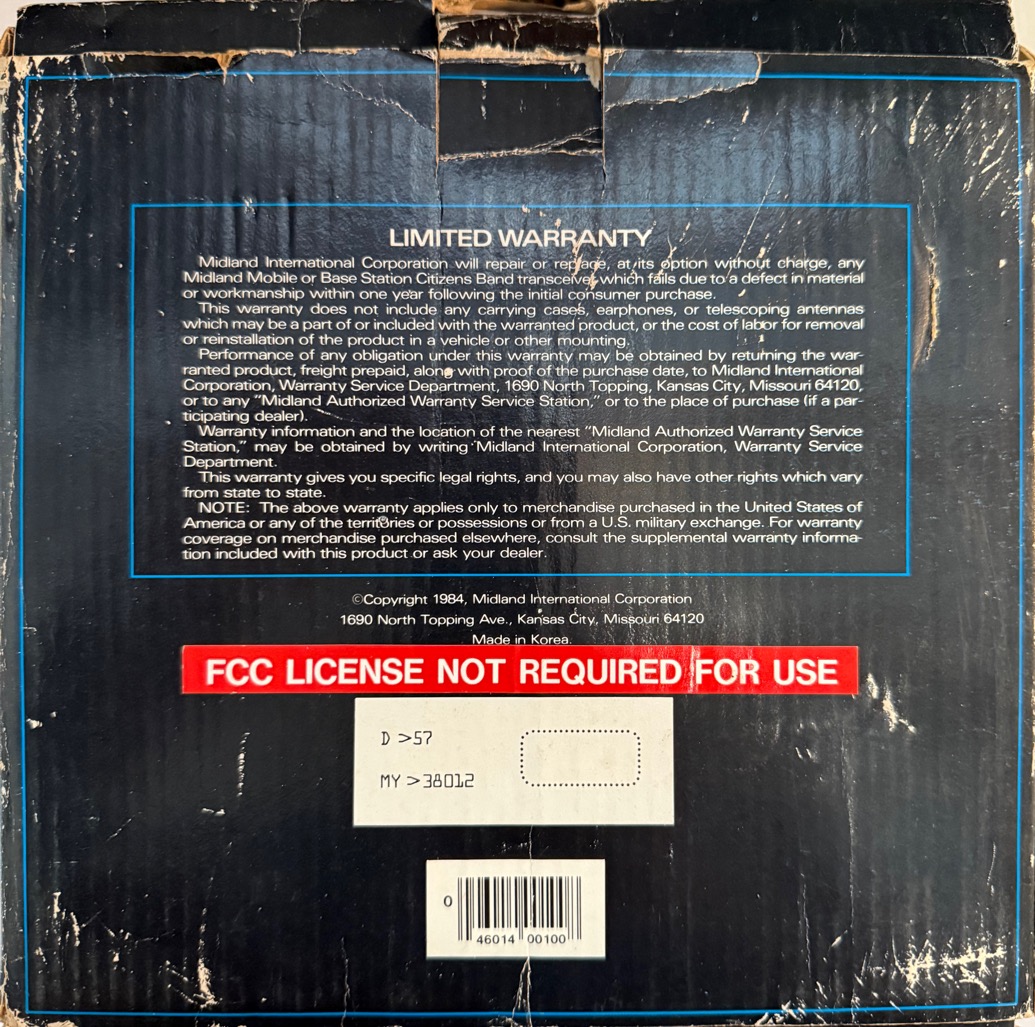 LIMITED WARRANTY
Midland International Corporation will repair or replace, at its option without charge, any
Midland Mobile or Base Station Citizens Band transceiver which fails due to a defect in material
or workmanship within one year following the initial consumer purchase.
This warranty does not include any carrying cases, earphones, or telescoping antennas
which may be a part of or included with the warranted product, or the cost of labor for removal
or reinstallation of the product in a vehicle or other mounting.
Performance of any obligation under this warranty may be obtained by returning the war-
ranted product, freight prepaid, along with proof of the purchase date, to Midland International
Corporation, Warranty Service Department, 1690 North Topping, Kansas City, Missouri 64120,
or to any "Midland Authorized Warranty Service Station," or to the place of purchase (if a par-
ticipating dealer).
Warranty information and the location of the nearest "Midland Authorized Warranty Service
Station," may be obtained by writing Midland International Corporation, Warranty Service
Department.
This warranty gives you specific legal rights, and you may also have other rights which vary
from state to state.
NOTE: The above warranty applies only to merchandise purchased in the United States of
America or any of the territories or possessions or from a U.S. military exchange. For warranty
coverage on merchandise purchased elsewhere, consult the supplemental warranty informa-
tion included with this product or ask your dealer.
©Copyright 1984, Midland International Corporation
1690 North Topping Ave., Kansas City, Missouri 64120
Made in Korea.
FCC LICENSE NOT REQUIRED FOR USE
D >57
MY >38012
0 46014 00100